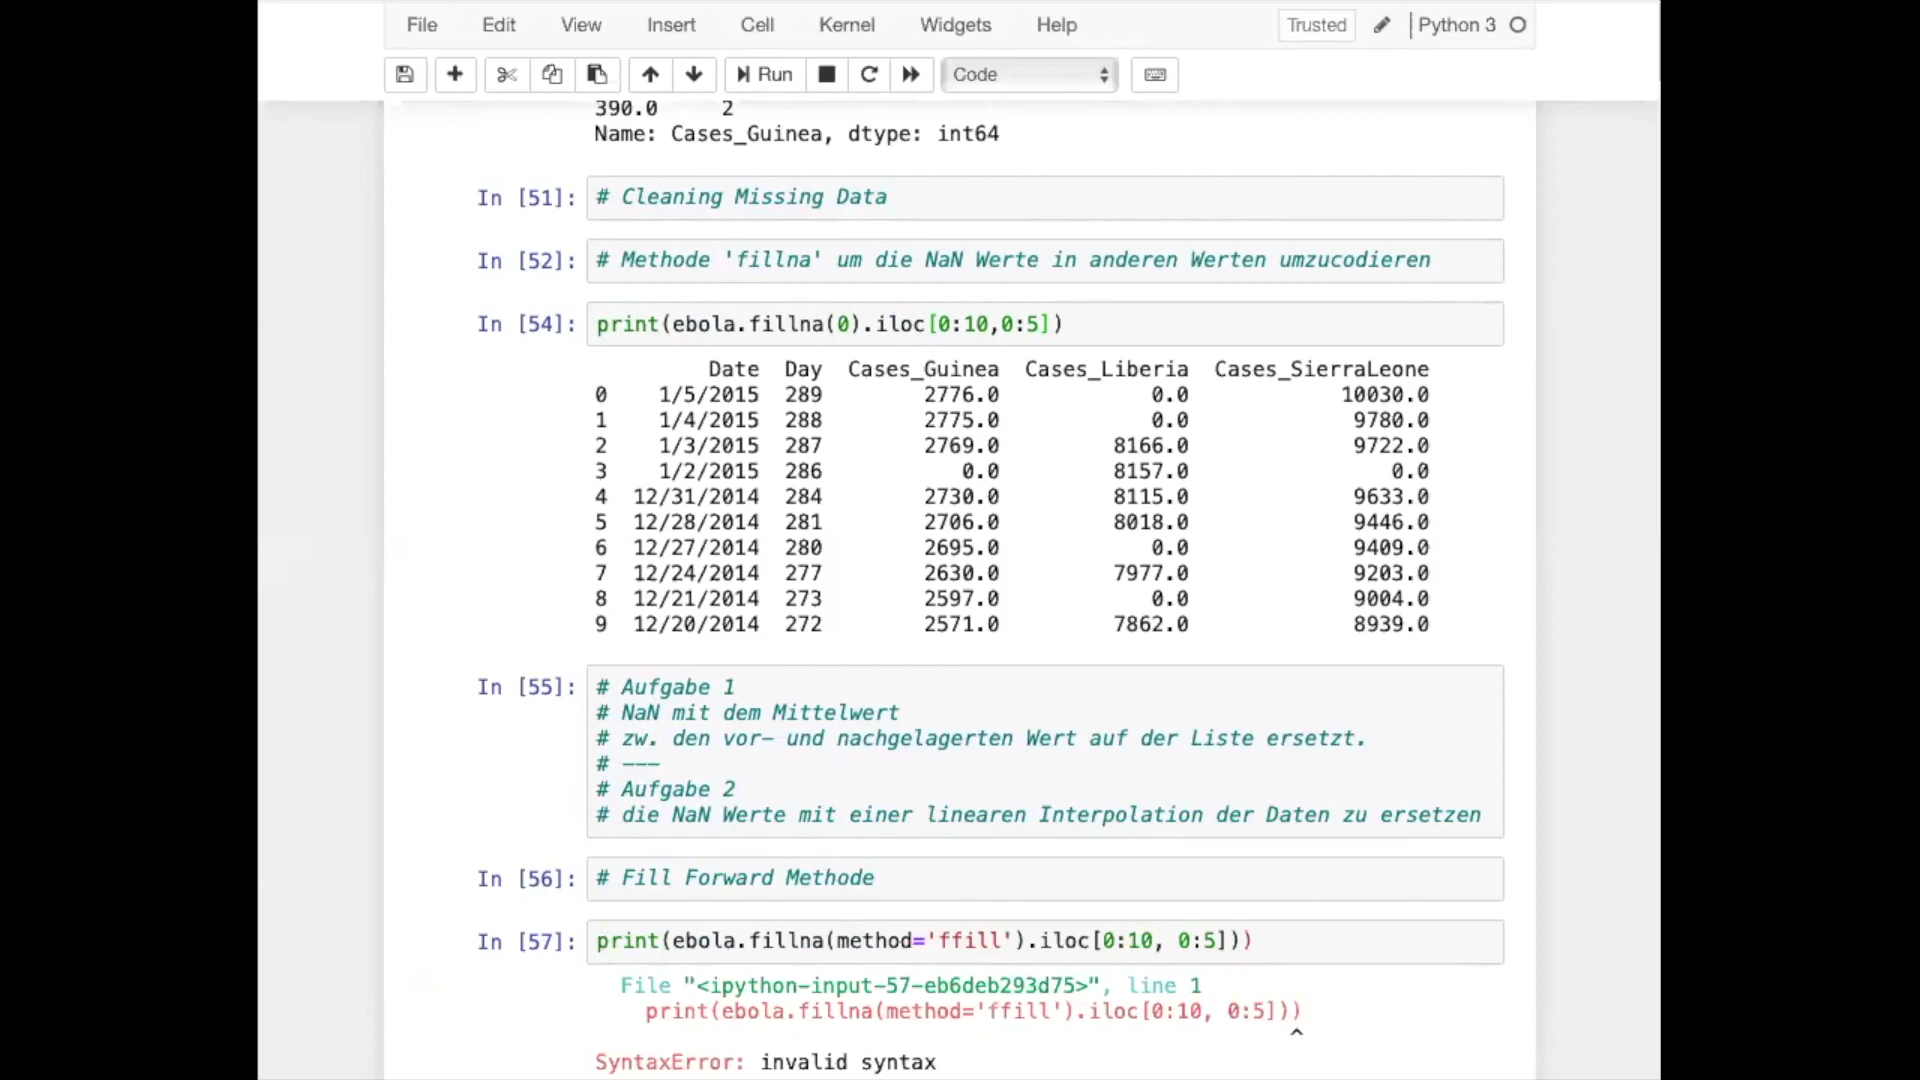 File Edit View Insert Cell Kernel Widgets Help Trusted Python 3
Run Code
390.0 2
Name: Cases_Guinea, dtype: int64
In [51]: # Cleaning Missing Data
In [52]: # Methode 'fillna' um die NaN Werte in anderen Werten umzucodieren
In [54]: print(ebola.fillna(0).iloc[0:10,0:5])
Date Day Cases_Guinea Cases_Liberia Cases_SierraLeone
0 1/5/2015 289 2776.0 0.0 10030.0
1 1/4/2015 288 2775.0 0.0 9780.0
2 1/3/2015 287 2769.0 8166.0 9722.0
3 1/2/2015 286 0.0 8157.0 0.0
4 12/31/2014 284 2730.0 8115.0 9633.0
5 12/28/2014 281 2706.0 8018.0 9446.0
6 12/27/2014 280 2695.0 0.0 9409.0
7 12/24/2014 277 2630.0 7977.0 9203.0
8 12/21/2014 273 2597.0 0.0 9004.0
9 12/20/2014 272 2571.0 7862.0 8939.0
In [55]: # Aufgabe 1
# NaN mit dem Mittelwert
# zw. den vor- und nachgelagerten Wert auf der Liste ersetzt.
# ---
# Aufgabe 2
# die NaN Werte mit einer linearen Interpolation der Daten zu ersetzen
In [56]: # Fill Forward Methode
In [57]: print(ebola.fillna(method='ffill').iloc[0:10, 0:5]))
File "<ipython-input-57-eb6deb293d75>", line 1
print(ebola.fillna(method='ffill').iloc[0:10, 0:5]))
^
SyntaxError: invalid syntax